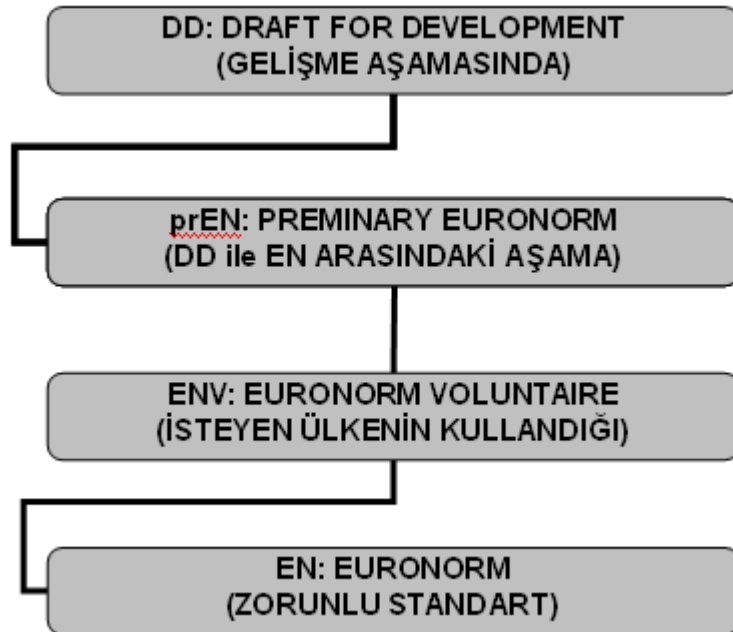 DD: DRAFT FOR DEVELOPMENT
(GELİŞME AŞAMASINDA)
prEN: PREMINARY EURONORM
(DD ile EN ARASINDAKİ AŞAMA)
ENV: EURONORM VOLUNTAIRE
(İSTEYEN ÜLKENİN KULLANDIĞI)
EN: EURONORM
(ZORUNLU STANDART)